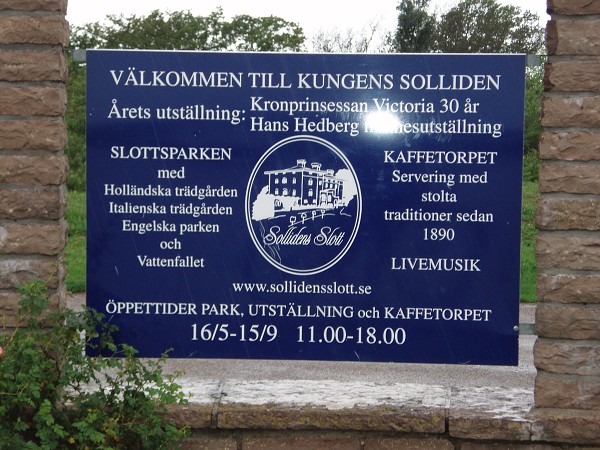 VÄLKOMMEN TILL KUNGENS SOLLIDEN
Årets utställning: Kronprinsessan Victoria 30 år
Hans Hedberg minnesutställning
SLOTTSPARKEN
med
Holländska trädgården
Italienska trädgården
Engelska parken
och
Vattenfallet
Sollidens Slott
KAFFETORPET
Servering med
stolta
traditioner sedan
1890
LIVEMUSIK
www.sollidensslott.se
ÖPPETTIDER PARK, UTSTÄLLNING och KAFFETORPET
16/5-15/9 11.00-18.00